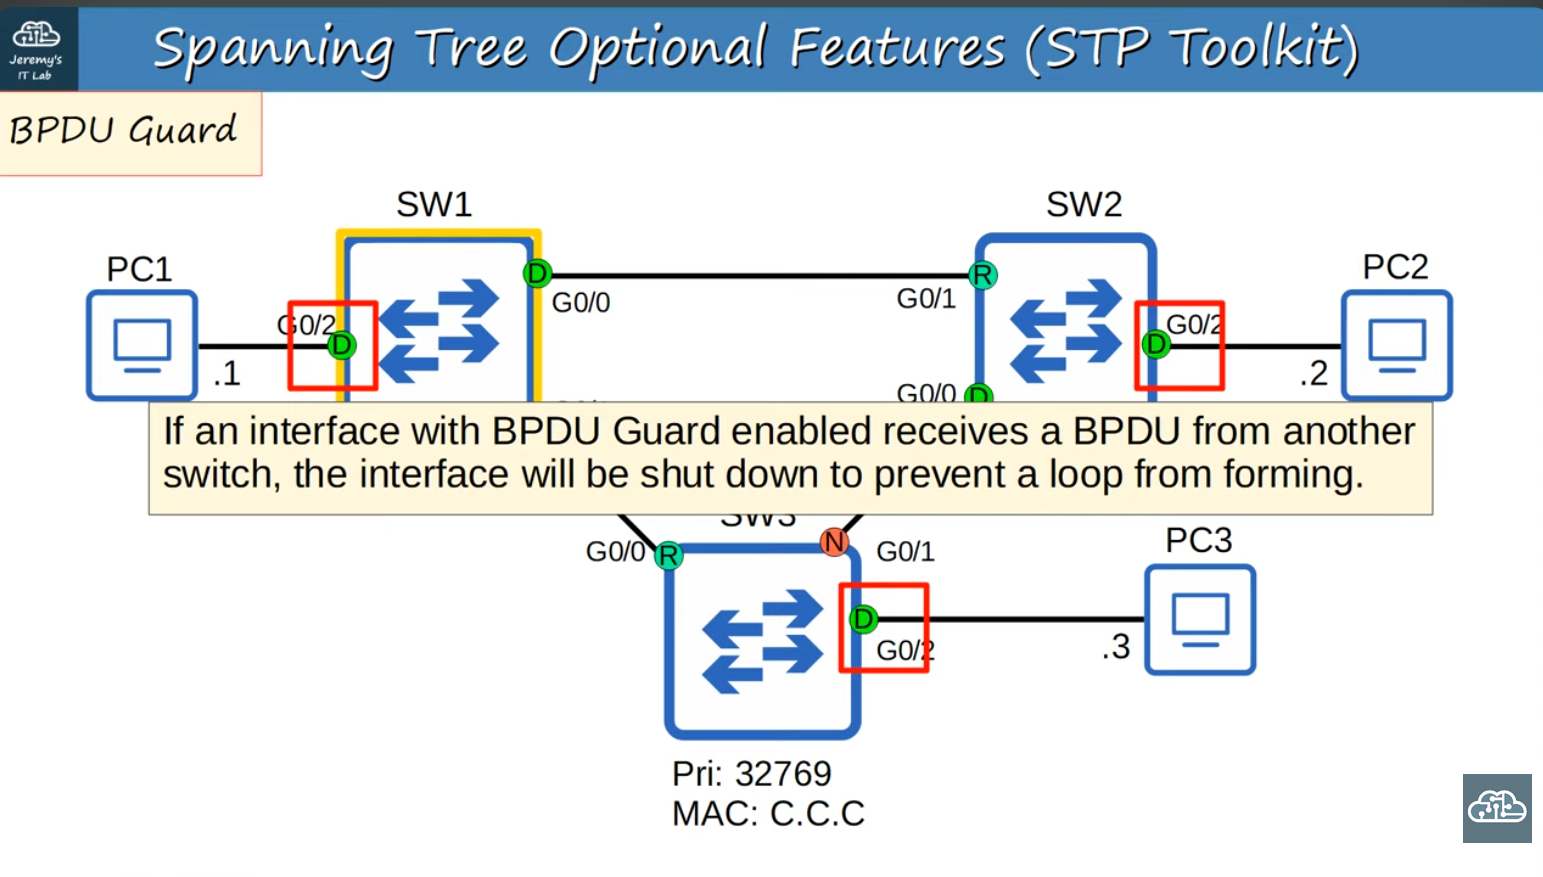 Jeremy's
IT Lab
Spanning Tree Optional Features (STP Toolkit)
BPDU Guard
SW1
SW2
PC1
PC2
D
R
G0/0
G0/1
G0/2
D
D
G0/2
.1
.2
G0/0
D
If an interface with BPDU Guard enabled receives a BPDU from another
switch, the interface will be shut down to prevent a loop from forming.
SW3
G0/0
R
N
G0/1
PC3
D
G0/2
.3
Pri: 32769
MAC: C.C.C